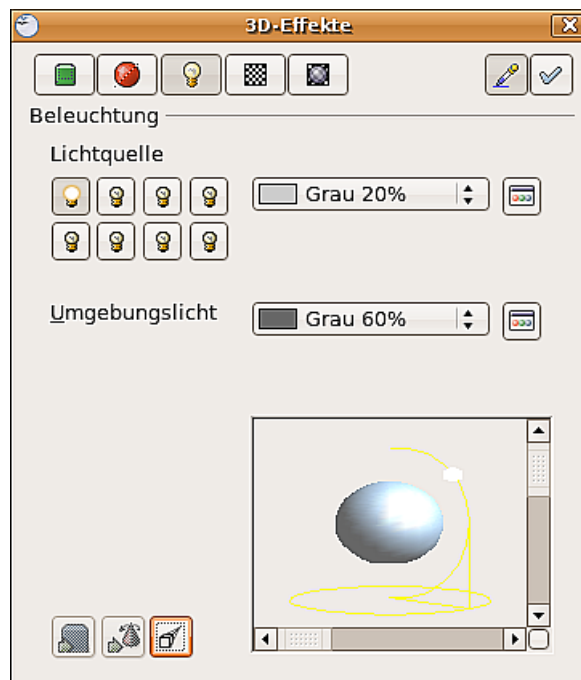 3D-Effekte
Beleuchtung
Lichtquelle
Grau 20%
Umgebungslicht
Grau 60%